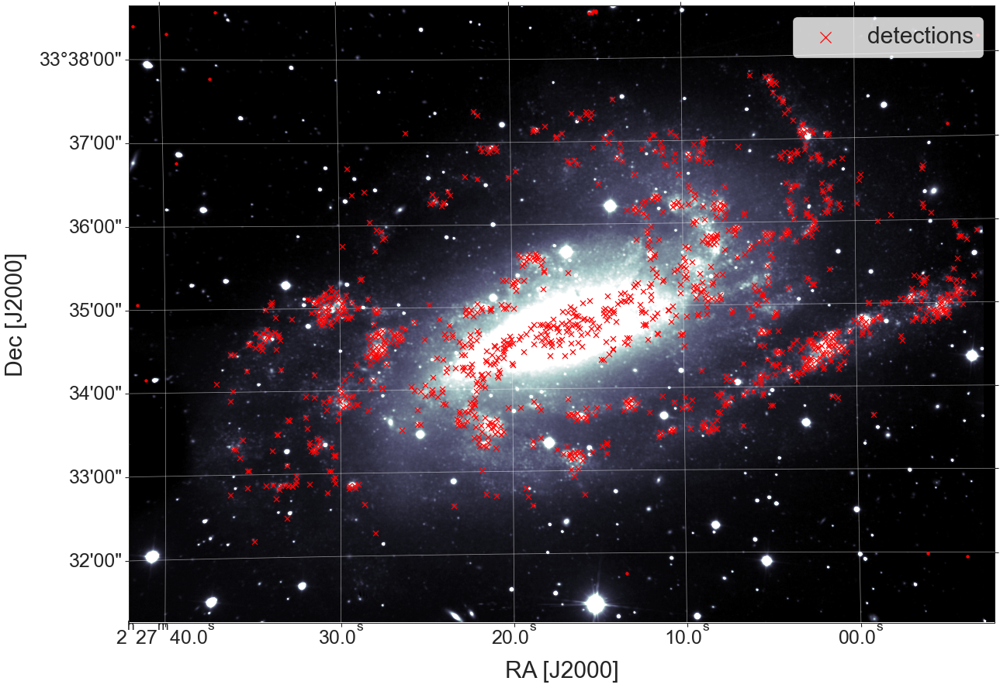 detections
33°38'00"
37'00"
36'00"
35'00"
34'00"
33'00"
32'00"
Dec [J2000]
2ʰ27ᵐ40.0ˢ 30.0ˢ 20.0ˢ 10.0ˢ 00.0ˢ
RA [J2000]